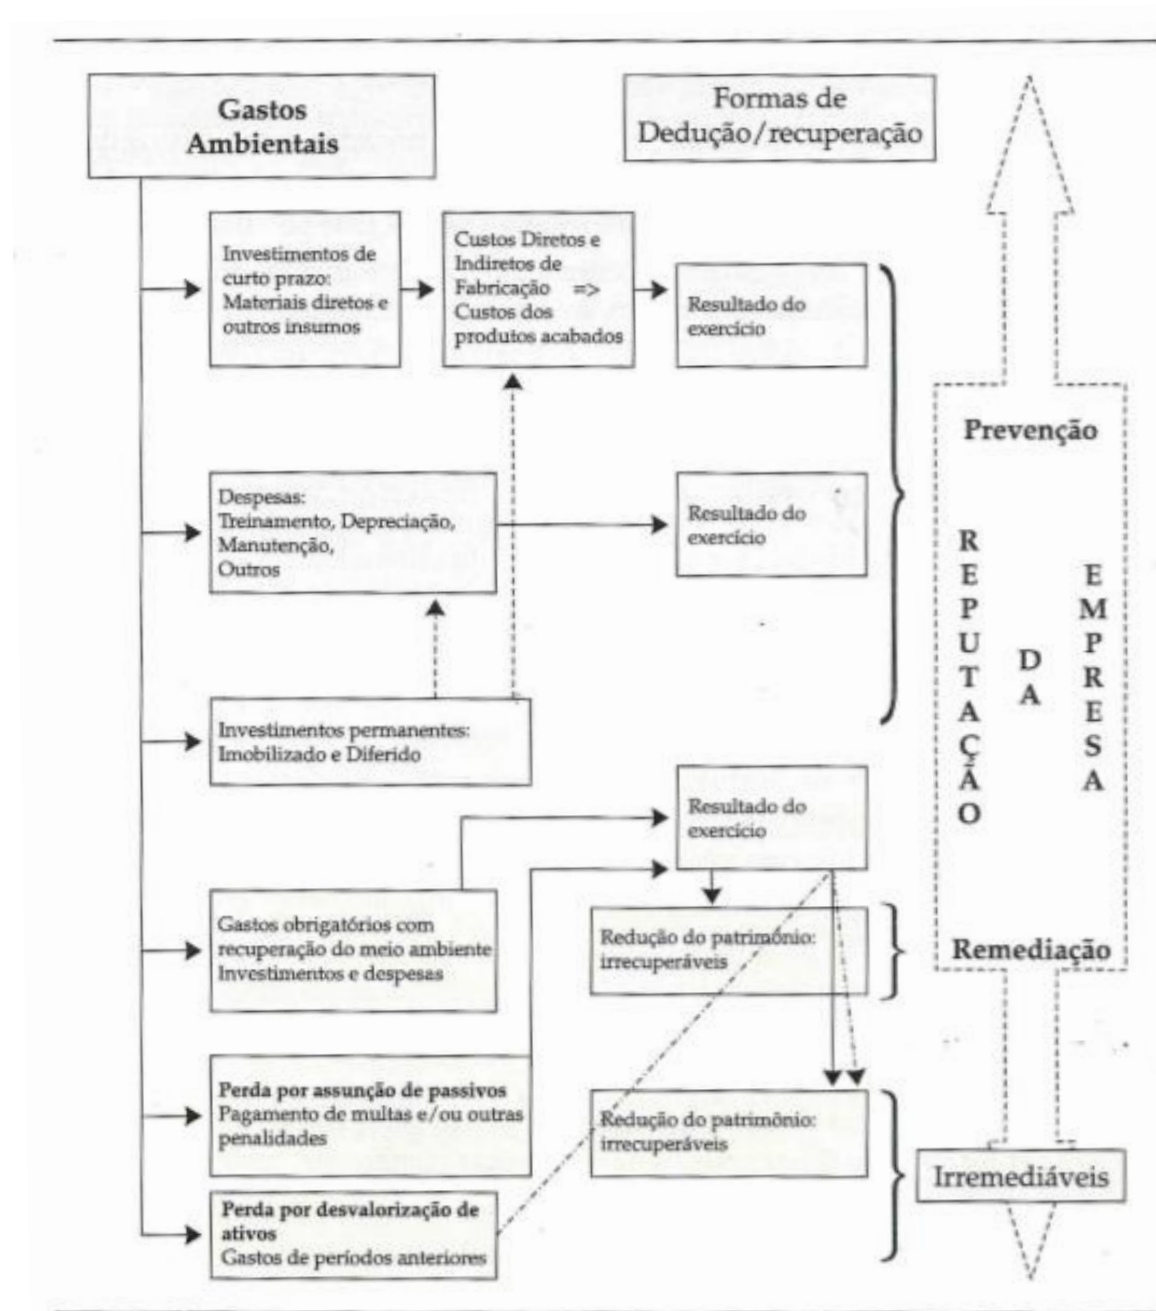 Gastos
Ambientais
Formas de
Dedução/recuperação
Investimentos de
curto prazo:
Materiais diretos e
outros insumos
Custos Diretos e
Indiretos de
Fabricação =>
Custos dos
produtos acabados
Resultado do
exercício
Despesas:
Treinamento, Depreciação,
Manutenção,
Outros
Resultado do
exercício
Investimentos permanentes:
Imobilizado e Diferido
Resultado do
exercício
Gastos obrigatórios com
recuperação do meio ambiente
Investimentos e despesas
Redução do patrimônio:
irrecuperáveis
Perda por assunção de passivos
Pagamento de multas e/ou outras
penalidades
Redução do patrimônio:
irrecuperáveis
Perda por desvalorização de
ativos
Gastos de períodos anteriores
Prevenção
REPUTAÇÃO
DA
EMPRESA
Remediação
Irremediáveis